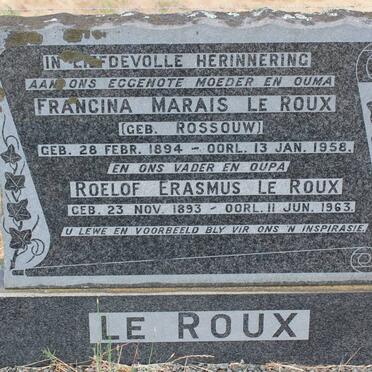 IN LIEFDEVOLLE HERINNERING
AAN ONS EGGENOTE MOEDER EN OUMA
FRANCINA MARAIS LE ROUX
(GEB. ROSSOUW)
GEB. 28 FEBR. 1894 - OORL. 13 JAN. 1958.
EN ONS VADER EN OUPA
ROELOF ERASMUS LE ROUX
GEB. 23 NOV. 1893 - OORL. 11 JUN. 1963.
U LEWE EN VOORBEELD BLY VIR ONS 'N INSPIRASIE.
LE ROUX